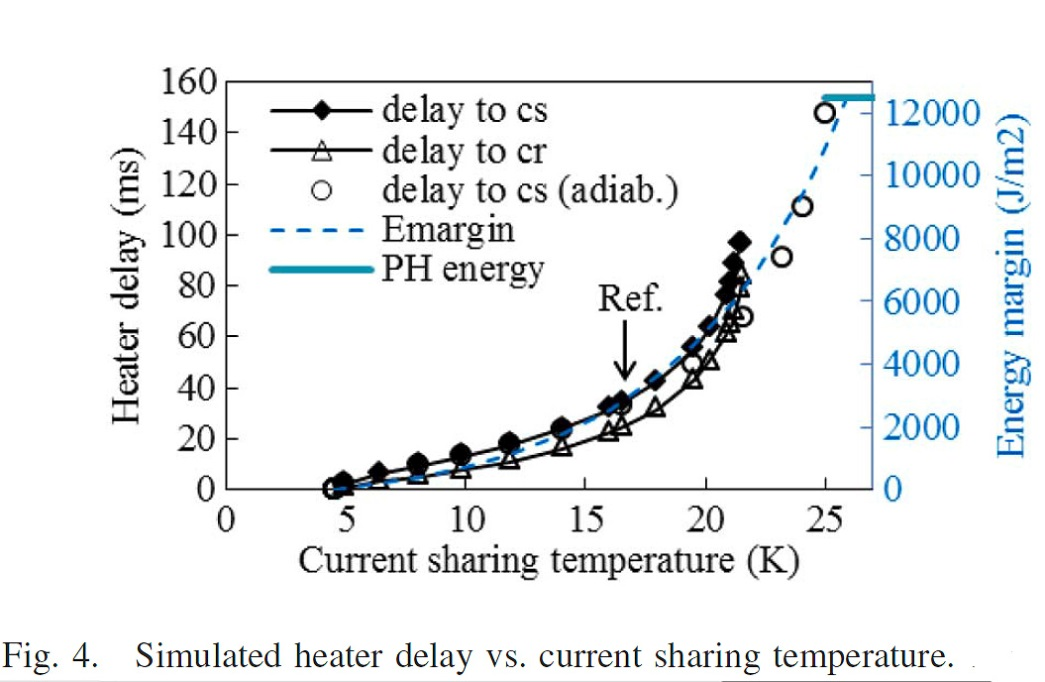 160
140
120
100
80
60
40
20
0
Heater delay (ms)
delay to cs
delay to cr
delay to cs (adiab.)
Emargin
PH energy
Ref.
12000
10000
8000
6000
4000
2000
0
Energy margin (J/m2)
0 5 10 15 20 25
Current sharing temperature (K)
Fig. 4. Simulated heater delay vs. current sharing temperature.